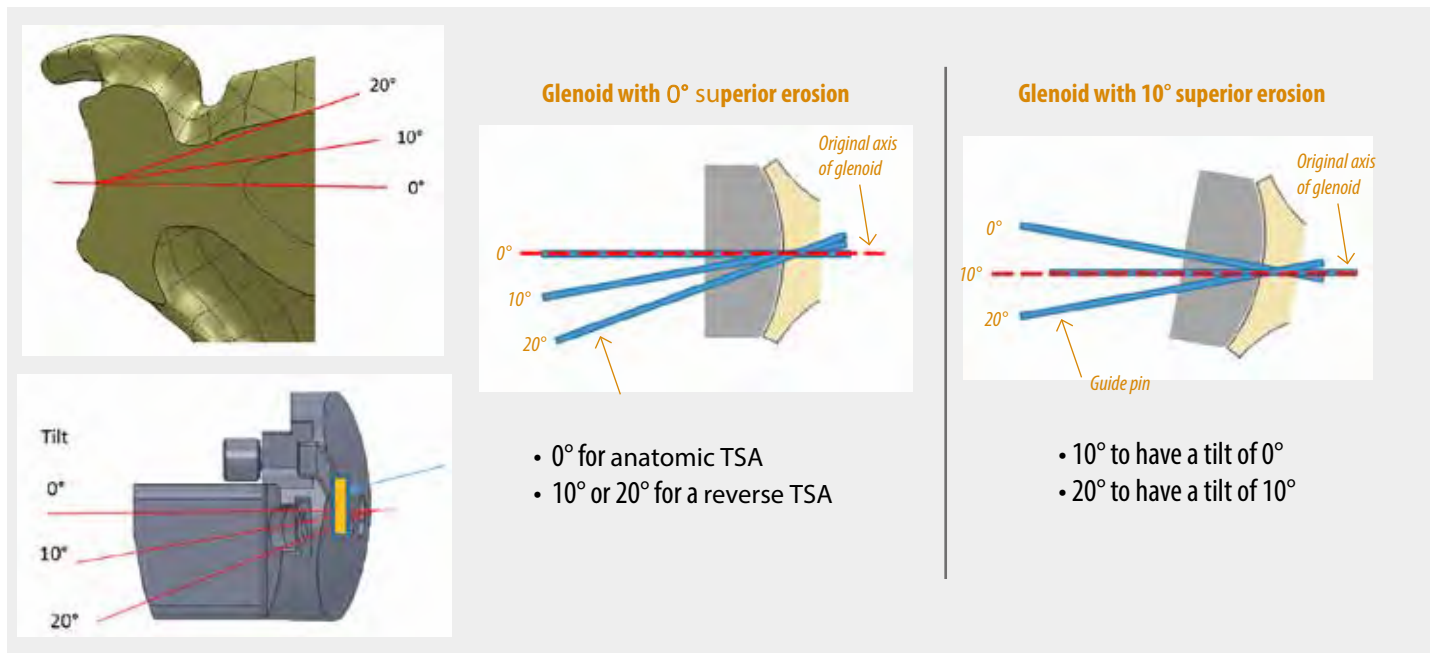 20°
10°
0°
Tilt
0°
10°
20°
Glenoid with 0° superior erosion
Original axis
of glenoid
0°
10°
20°
• 0° for anatomic TSA
• 10° or 20° for a reverse TSA
Glenoid with 10° superior erosion
Original axis
of glenoid
0°
10°
20°
Guide pin
• 10° to have a tilt of 0°
• 20° to have a tilt of 10°